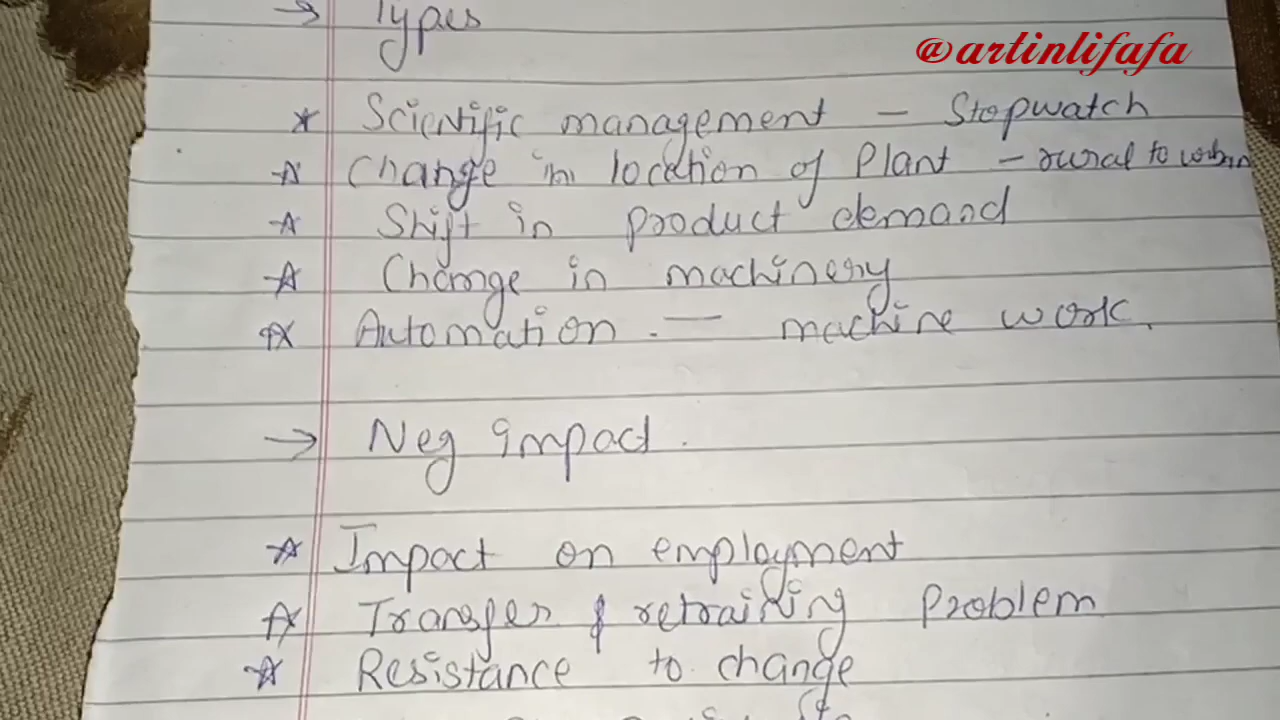 → Types
@artinlifafa
* Scientific management - Stopwatch
* Change in location of Plant - rural to urban
* Shift in product demand
* Change in machinery
* Automation. — machine work.
→ Neg impact.
* Impact on employment
* Transfer & retraining Problem
* Resistance to change